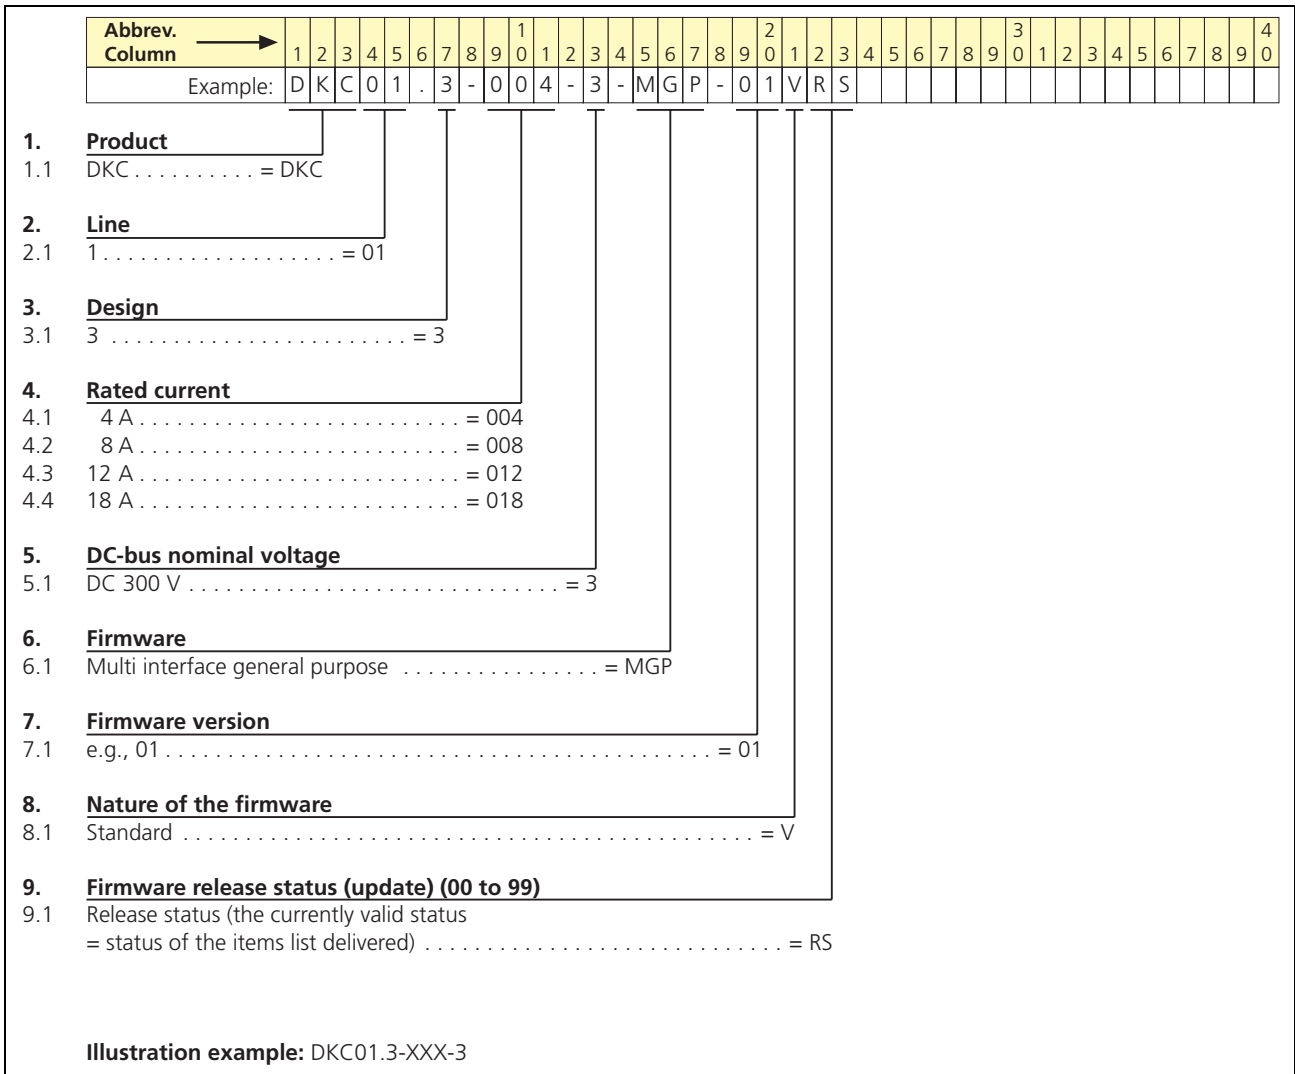 Abbrev. 1 2 3 4
Column 1 2 3 4 5 6 7 8 9 0 1 2 3 4 5 6 7 8 9 0 1 2 3 4 5 6 7 8 9 0 1 2 3 4 5 6 7 8 9 0
Example: D K C 0 1 . 3 - 0 0 4 - 3 - M G P - 0 1 V R S
1. Product
1.1 DKC . . . . . . . . . . = DKC
2. Line
2.1 1 . . . . . . . . . . . . . . . . . . . = 01
3. Design
3.1 3 . . . . . . . . . . . . . . . . . . . . . . . . = 3
4. Rated current
4.1 4 A . . . . . . . . . . . . . . . . . . . . . . . . . . = 004
4.2 8 A . . . . . . . . . . . . . . . . . . . . . . . . . . = 008
4.3 12 A . . . . . . . . . . . . . . . . . . . . . . . . . . = 012
4.4 18 A . . . . . . . . . . . . . . . . . . . . . . . . . . = 018
5. DC-bus nominal voltage
5.1 DC 300 V . . . . . . . . . . . . . . . . . . . . . . . . . . . . . . = 3
6. Firmware
6.1 Multi interface general purpose . . . . . . . . . . . . . . . . = MGP
7. Firmware version
7.1 e.g., 01 . . . . . . . . . . . . . . . . . . . . . . . . . . . . . . . . . . . . . . . . . . . . = 01
8. Nature of the firmware
8.1 Standard . . . . . . . . . . . . . . . . . . . . . . . . . . . . . . . . . . . . . . . . . . . . . . = V
9. Firmware release status (update) (00 to 99)
9.1 Release status (the currently valid status
= status of the items list delivered) . . . . . . . . . . . . . . . . . . . . . . . . . . . . . = RS
Illustration example: DKC01.3-XXX-3